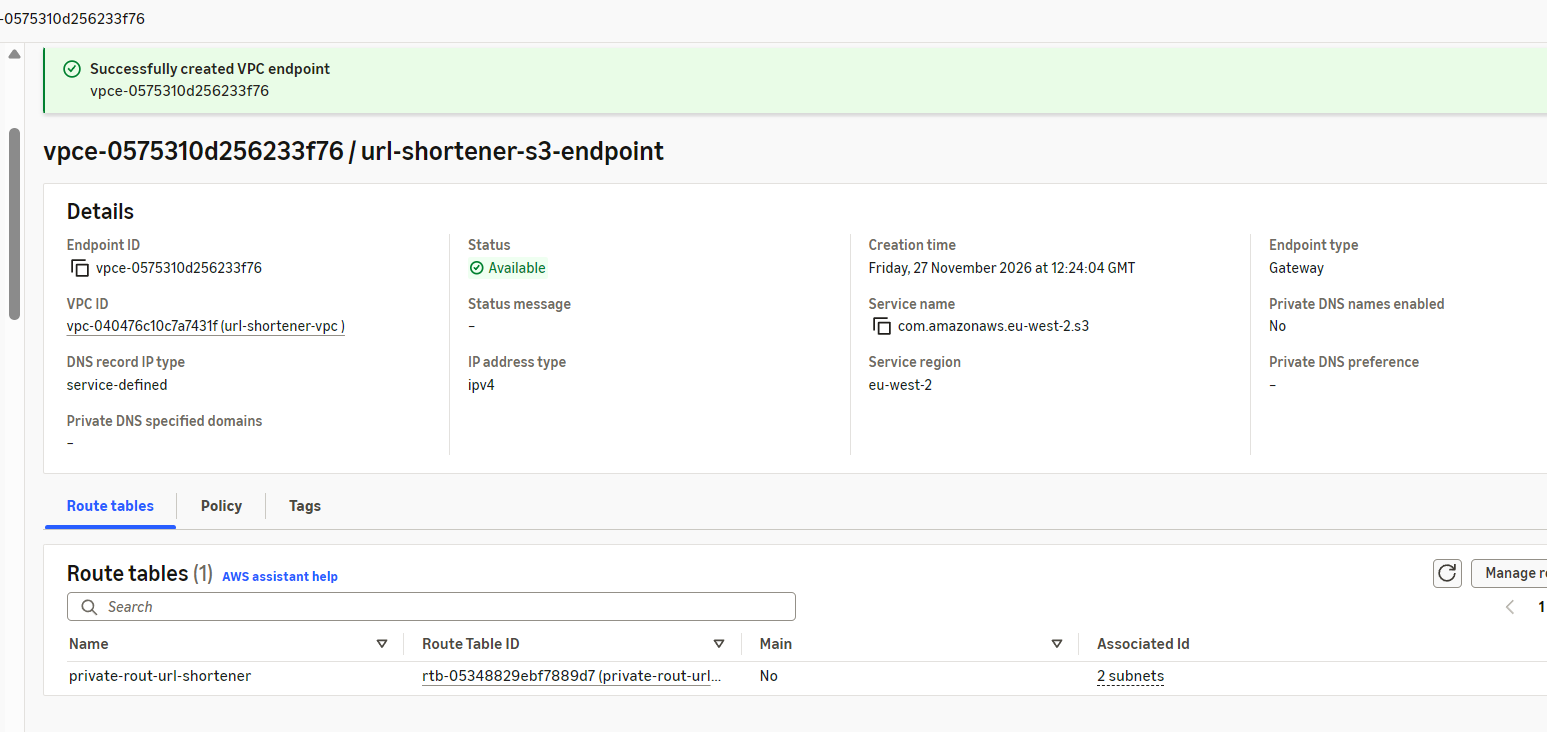 -0575310d256233f76
Successfully created VPC endpoint
vpce-0575310d256233f76
vpce-0575310d256233f76 / url-shortener-s3-endpoint
Details
Endpoint ID
vpce-0575310d256233f76
Status
Available
Creation time
Friday, 27 November 2026 at 12:24:04 GMT
Endpoint type
Gateway
VPC ID
vpc-040476c10c7a7431f (url-shortener-vpc )
Status message
–
Service name
com.amazonaws.eu-west-2.s3
Private DNS names enabled
No
DNS record IP type
service-defined
IP address type
ipv4
Service region
eu-west-2
Private DNS preference
–
Private DNS specified domains
–
Route tables
Policy
Tags
Route tables (1) AWS assistant help
Manage ro
Search
1
Name Route Table ID Main Associated Id
private-rout-url-shortener rtb-05348829ebf7889d7 (private-rout-url... No 2 subnets